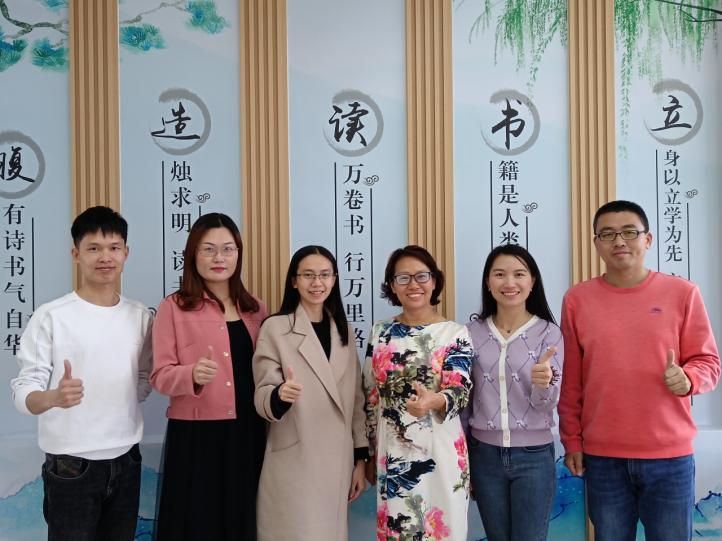 腹
有诗书气自华
造
烛求明 读
读
万卷书 行万里路
书
籍是人类
立
身以立学为先